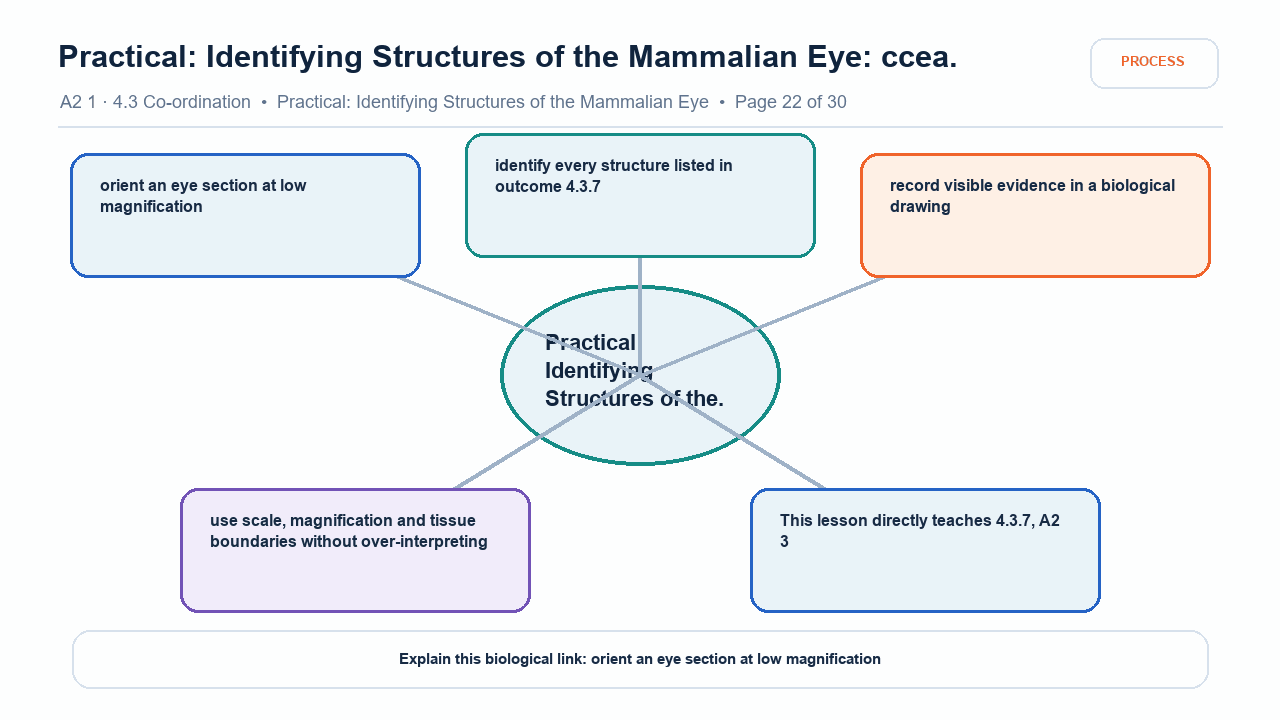 Practical: Identifying Structures of the Mammalian Eye: ccea.
PROCESS
A2 1 · 4.3 Co-ordination • Practical: Identifying Structures of the Mammalian Eye • Page 22 of 30
orient an eye section at low
magnification
identify every structure listed in
outcome 4.3.7
record visible evidence in a biological
drawing
Practical
Identifying
Structures of the.
use scale, magnification and tissue
boundaries without over-interpreting
This lesson directly teaches 4.3.7, A2
3
Explain this biological link: orient an eye section at low magnification